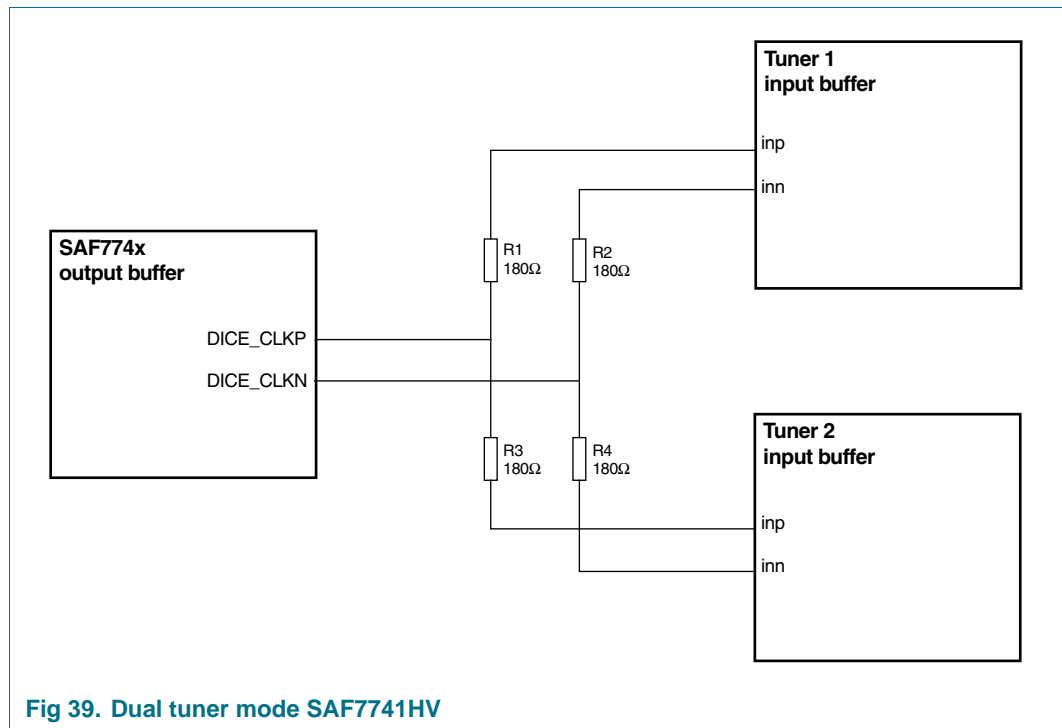 Tuner 1
input buffer
inp
inn
SAF774x
output buffer
R1
180Ω
R2
180Ω
DICE_CLKP
DICE_CLKN
R3
180Ω
R4
180Ω
Tuner 2
input buffer
inp
inn
Fig 39. Dual tuner mode SAF7741HV